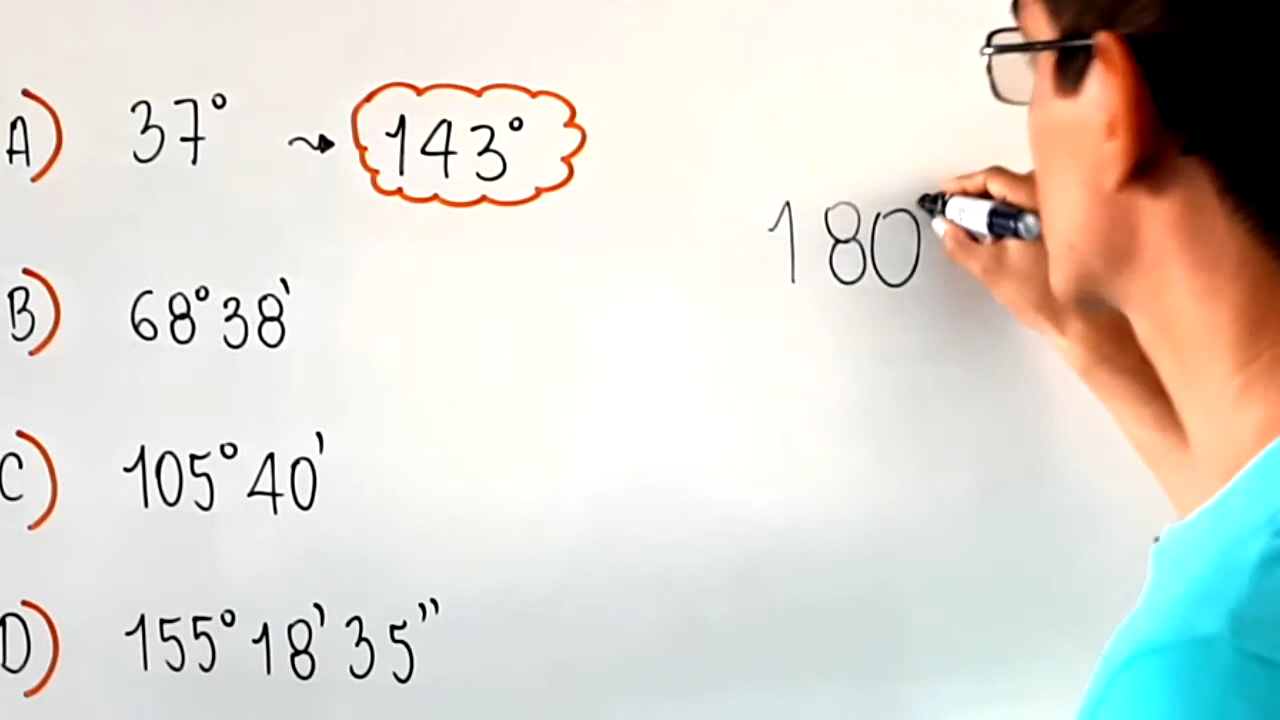 A) 37° ⇝ 143°
180
B) 68°38'
C) 105°40'
D) 155°18'35"